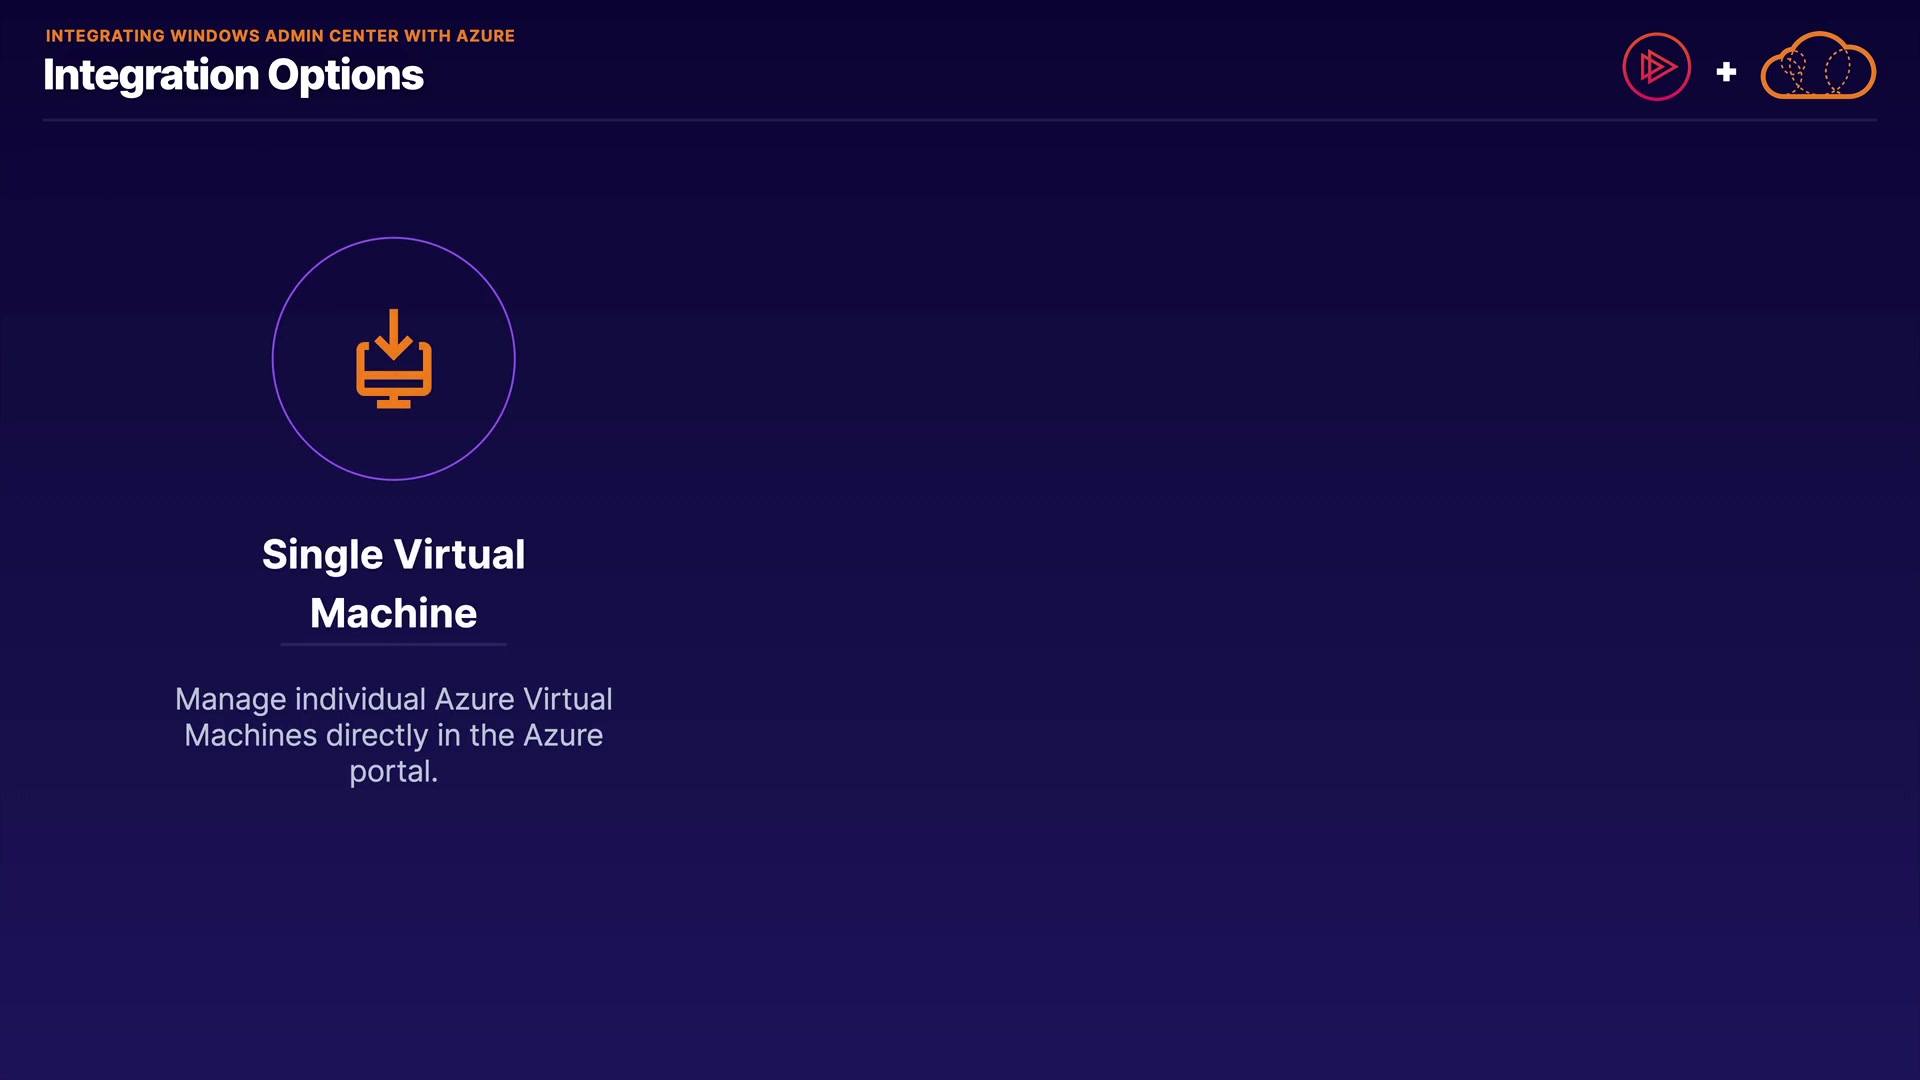 INTEGRATING WINDOWS ADMIN CENTER WITH AZURE
Integration Options
Single Virtual
Machine
Manage individual Azure Virtual
Machines directly in the Azure
portal.